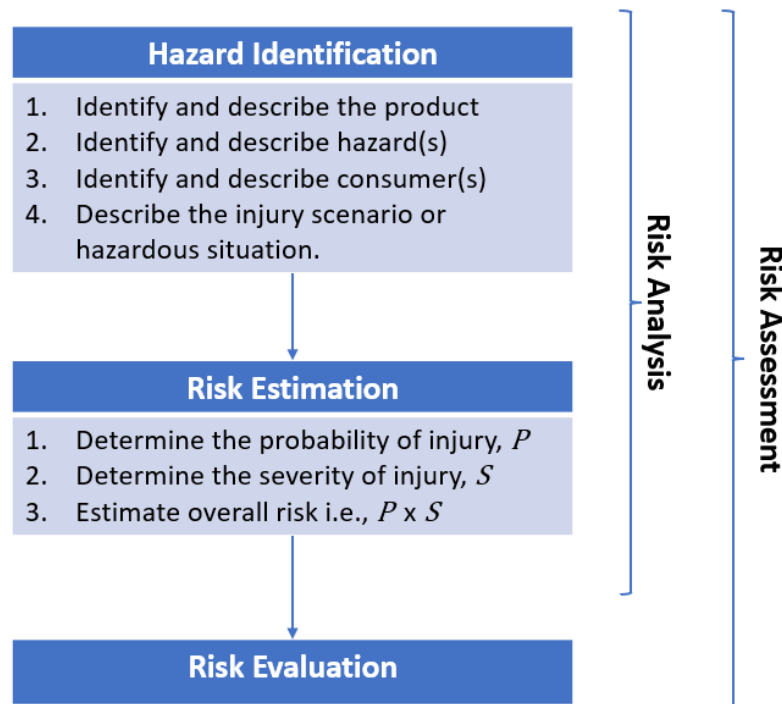 Hazard Identification
1. Identify and describe the product
2. Identify and describe hazard(s)
3. Identify and describe consumer(s)
4. Describe the injury scenario or
hazardous situation.
Risk Estimation
1. Determine the probability of injury, P
2. Determine the severity of injury, S
3. Estimate overall risk i.e., P x S
Risk Evaluation
Risk Analysis
Risk Assessment